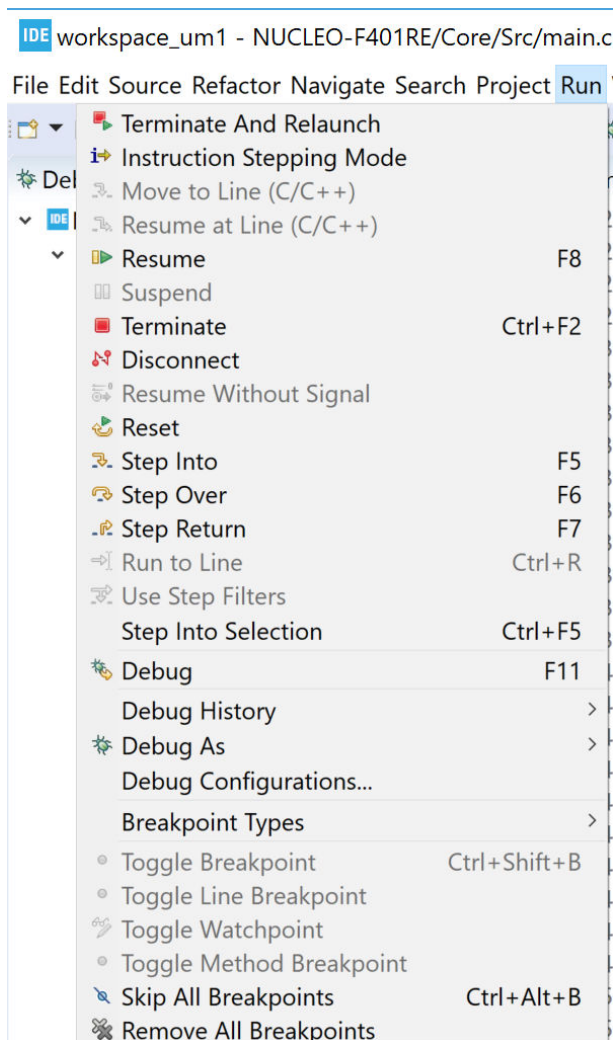 IDE workspace_um1 - NUCLEO-F401RE/Core/Src/main.c
File Edit Source Refactor Navigate Search Project Run
Terminate And Relaunch
Instruction Stepping Mode
Move to Line (C/C++)
Resume at Line (C/C++)
Resume F8
Suspend
Terminate Ctrl+F2
Disconnect
Resume Without Signal
Reset
Step Into F5
Step Over F6
Step Return F7
Run to Line Ctrl+R
Use Step Filters
Step Into Selection Ctrl+F5
Debug F11
Debug History
Debug As
Debug Configurations...
Breakpoint Types
Toggle Breakpoint Ctrl+Shift+B
Toggle Line Breakpoint
Toggle Watchpoint
Toggle Method Breakpoint
Skip All Breakpoints Ctrl+Alt+B
Remove All Breakpoints